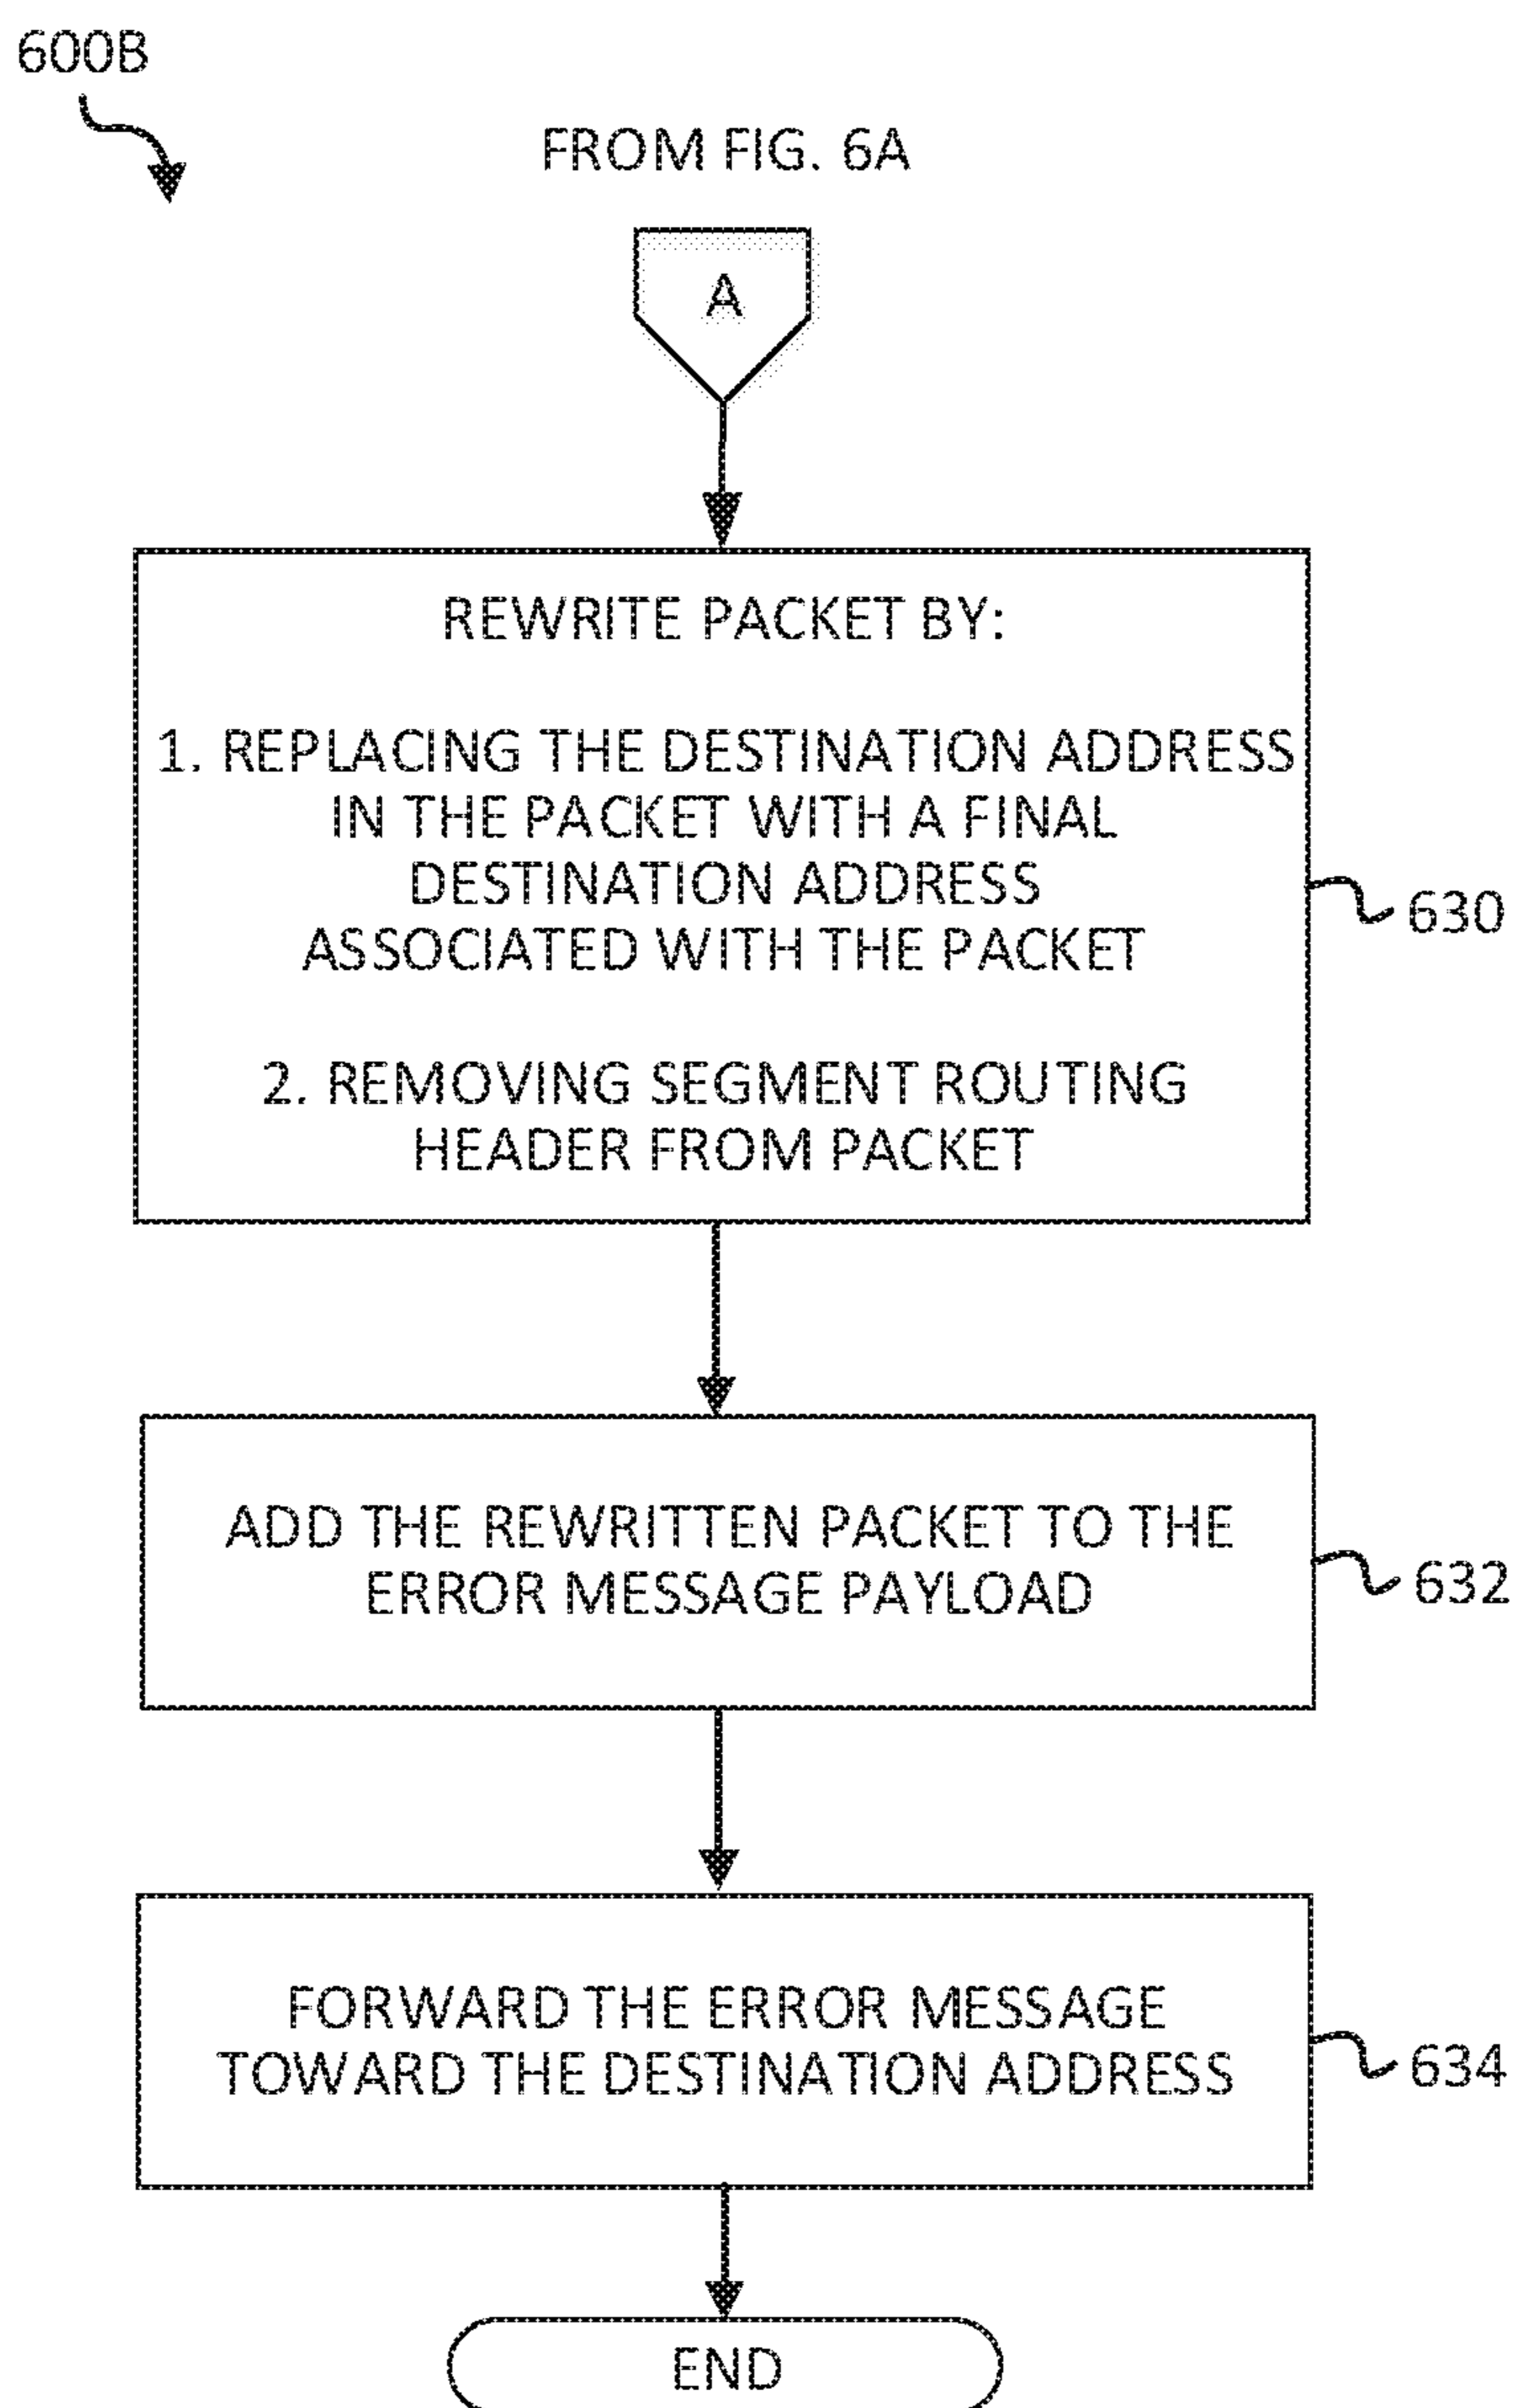 600B
FROM FIG. 6A
A
REWRITE PACKET BY:
1. REPLACING THE DESTINATION ADDRESS
IN THE PACKET WITH A FINAL
DESTINATION ADDRESS
ASSOCIATED WITH THE PACKET
630
2. REMOVING SEGMENT ROUTING
HEADER FROM PACKET
ADD THE REWRITTEN PACKET TO THE
ERROR MESSAGE PAYLOAD
632
FORWARD THE ERROR MESSAGE
TOWARD THE DESTINATION ADDRESS
634
END